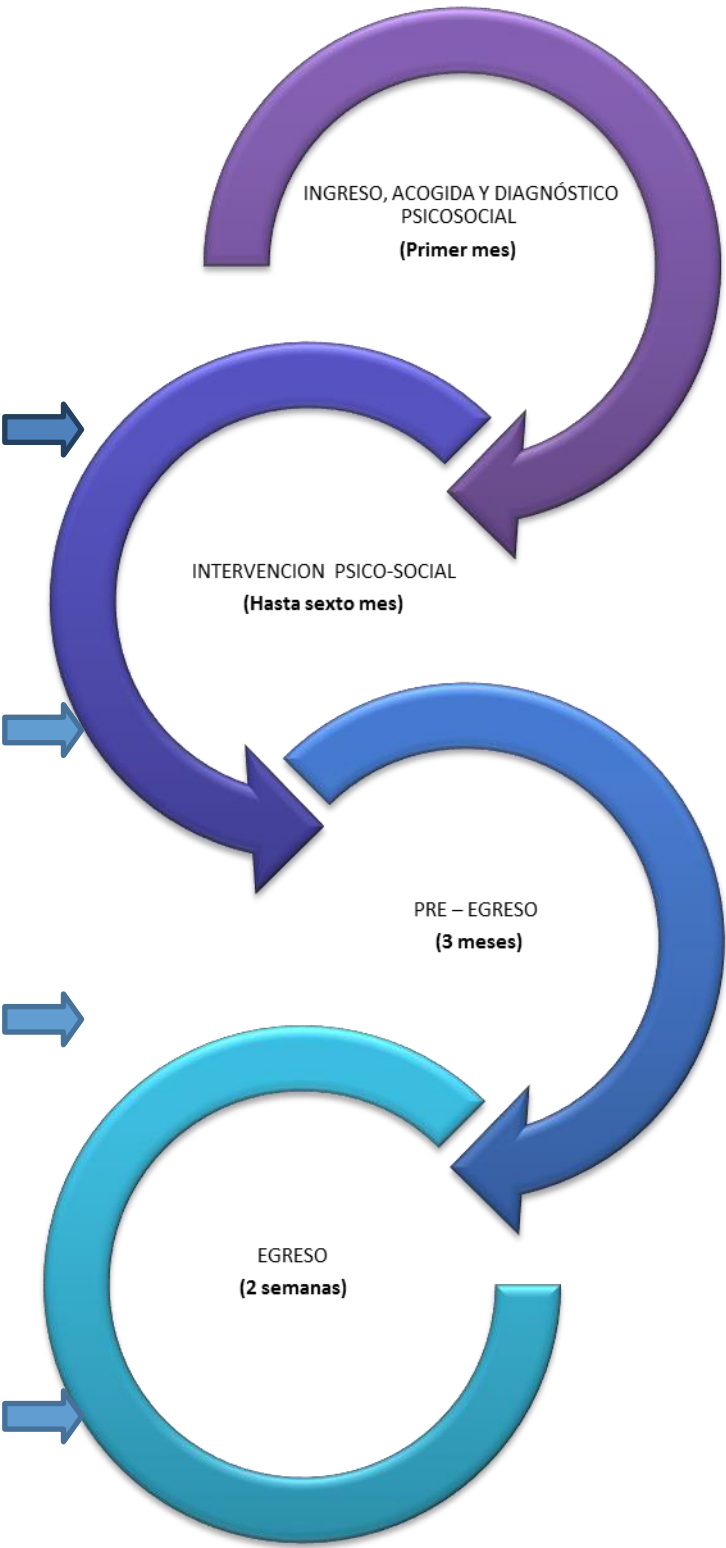 INGRESO, ACOGIDA Y DIAGNÓSTICO
PSICOSOCIAL
(Primer mes)
INTERVENCION PSICO-SOCIAL
(Hasta sexto mes)
PRE – EGRESO
(3 meses)
EGRESO
(2 semanas)